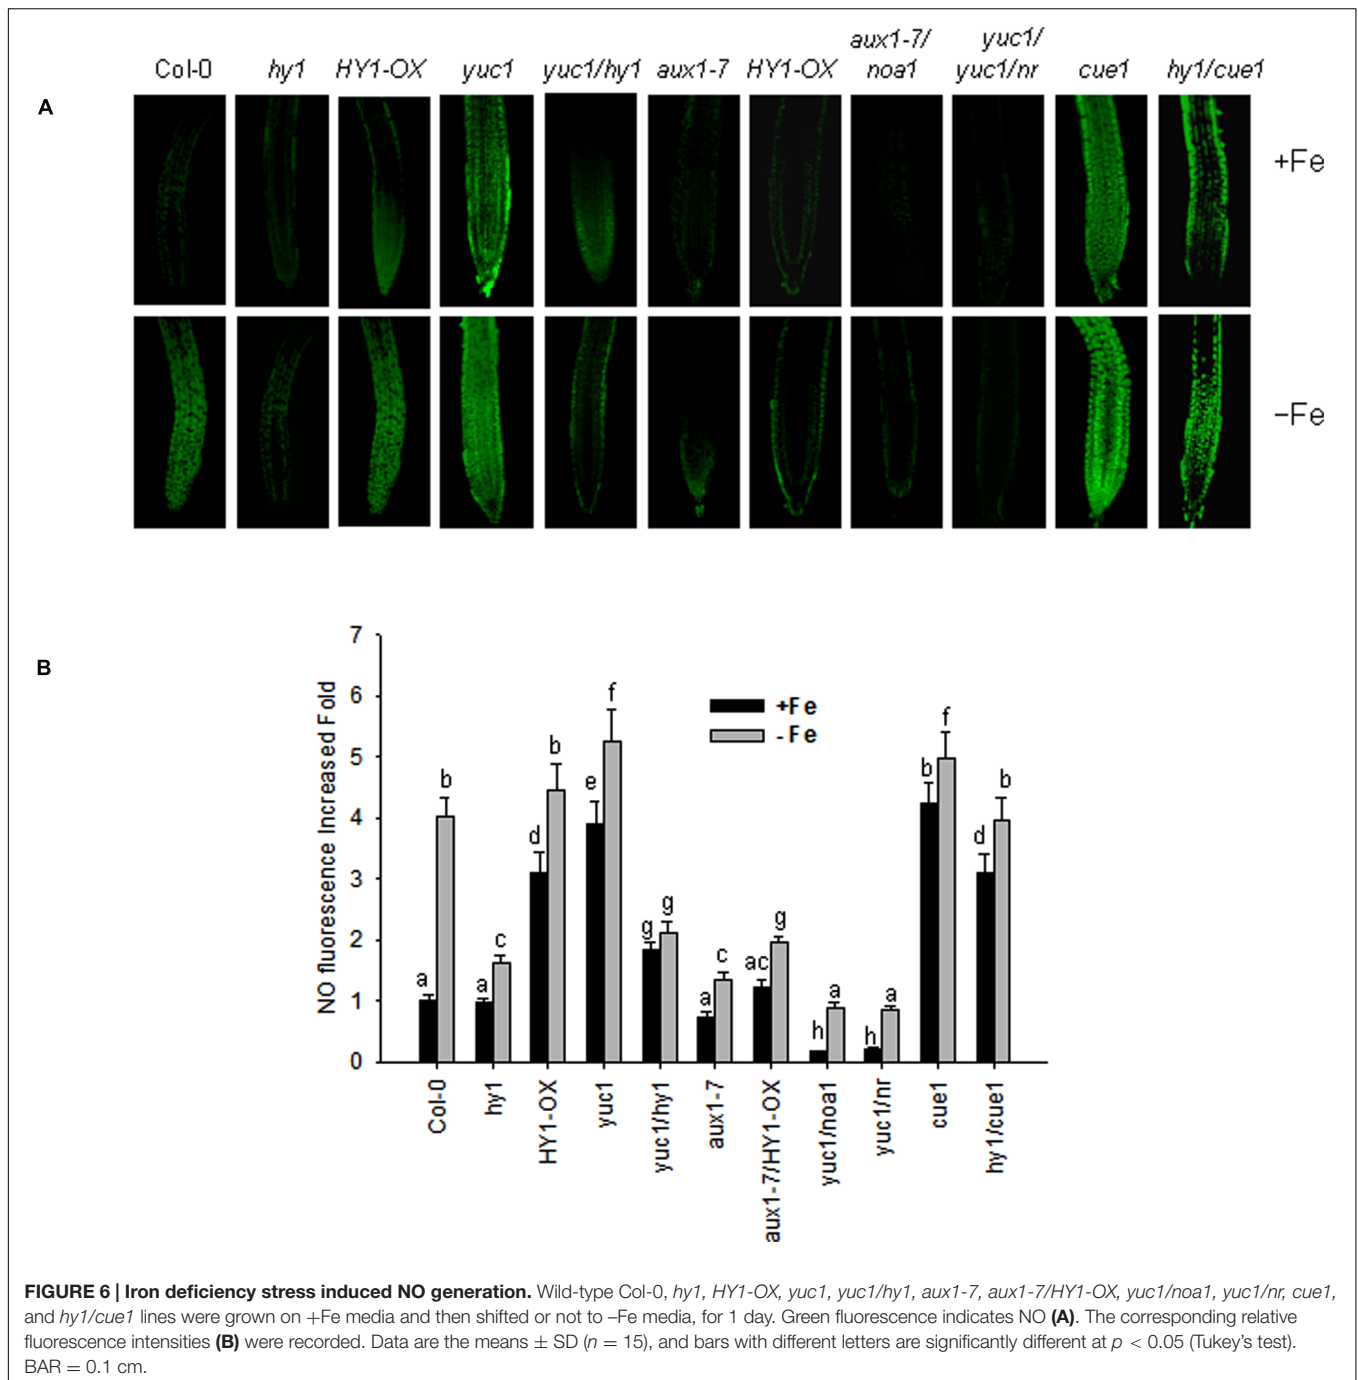 aux1-7/ yuc1/
Col-0 hy1 HY1-OX yuc1 yuc1/hy1 aux1-7 HY1-OX noa1 yuc1/nr cue1 hy1/cue1
A
+Fe
−Fe
B
NO fluorescence Increased Fold
7
6
5
4
3
2
1
0
+Fe
-Fe
a b a c d b e f g g a c ac g h a h a b f d b
Col-0
hy1
HY1-OX
yuc1
yuc1/hy1
aux1-7
aux1-7/HY1-OX
yuc1/noa1
yuc1/nr
cue1
hy1/cue1
FIGURE 6 | Iron deficiency stress induced NO generation. Wild-type Col-0, hy1, HY1-OX, yuc1, yuc1/hy1, aux1-7, aux1-7/HY1-OX, yuc1/noa1, yuc1/nr, cue1,
and hy1/cue1 lines were grown on +Fe media and then shifted or not to –Fe media, for 1 day. Green fluorescence indicates NO (A). The corresponding relative
fluorescence intensities (B) were recorded. Data are the means ± SD (n = 15), and bars with different letters are significantly different at p < 0.05 (Tukey's test).
BAR = 0.1 cm.